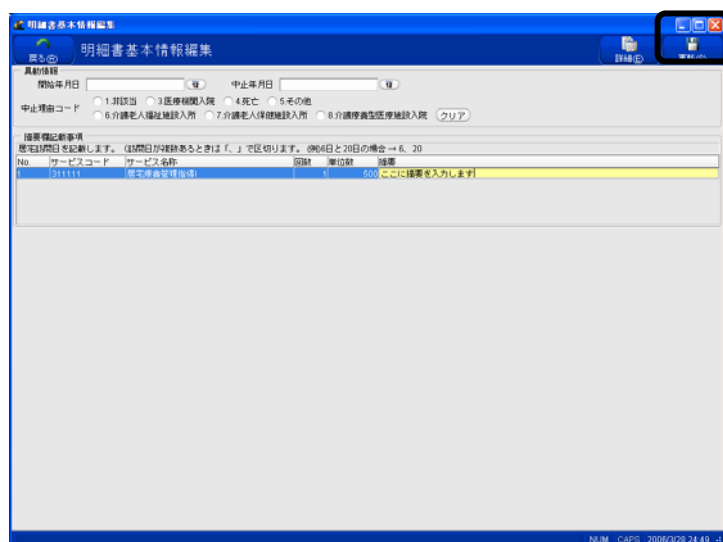 明細書基本情報編集
戻る(R) 明細書基本情報編集 詳細(E) 更新
異動情報
開始年月日 中止年月日
中止理由コード 1.非該当 3.医療機関入院 4.死亡 5.その他
6.介護老人福祉施設入所 7.介護老人保健施設入所 8.介護療養型医療施設入院 クリア
摘要欄記載事項
居宅訪問日を記載します。 (訪問日が複数あるときは「、」で区切ります。 (例)6日と20日の場合→6、20
No. サービスコード サービス名称 回数 単位数 摘要
1 311111 居宅療養管理指導I 1 500 ここに摘要を入力します
NUM CAPS 2006/3/28 24:49